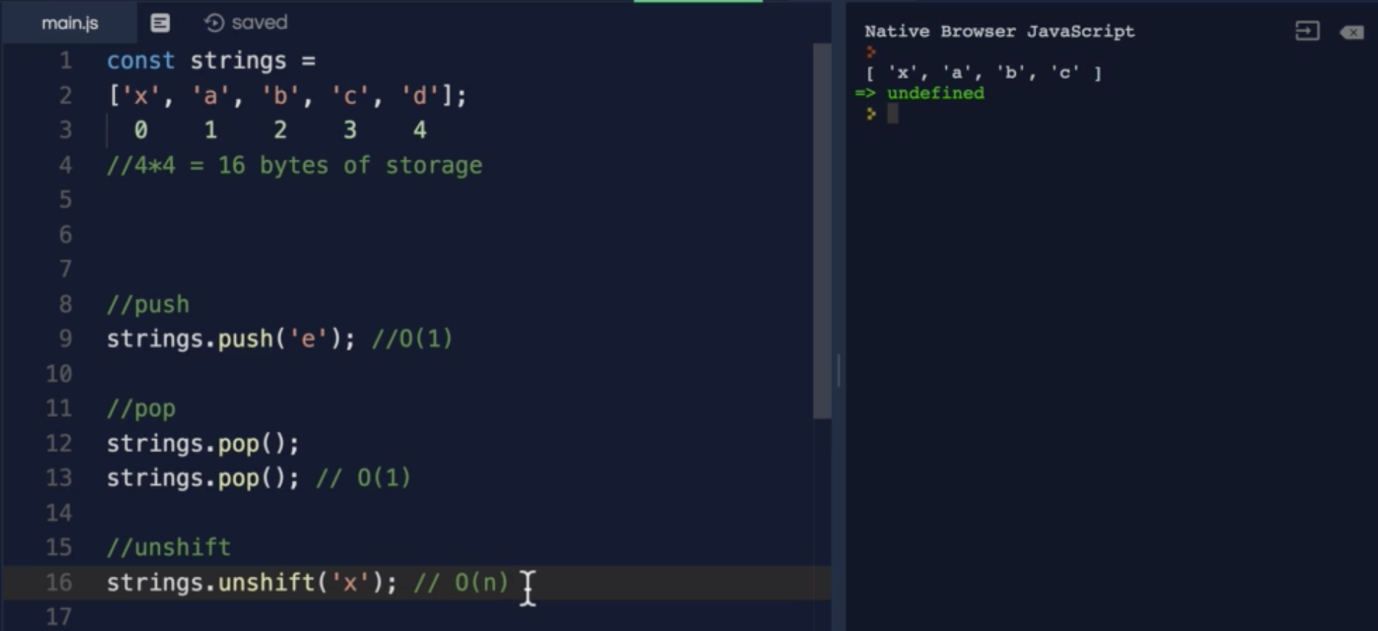 main.js saved
1 const strings =
2 ['x', 'a', 'b', 'c', 'd'];
3 0 1 2 3 4
4 //4*4 = 16 bytes of storage
5
6
7
8 //push
9 strings.push('e'); //O(1)
10
11 //pop
12 strings.pop();
13 strings.pop(); // O(1)
14
15 //unshift
16 strings.unshift('x'); // O(n)
17
Native Browser JavaScript
[ 'x', 'a', 'b', 'c' ]
=> undefined